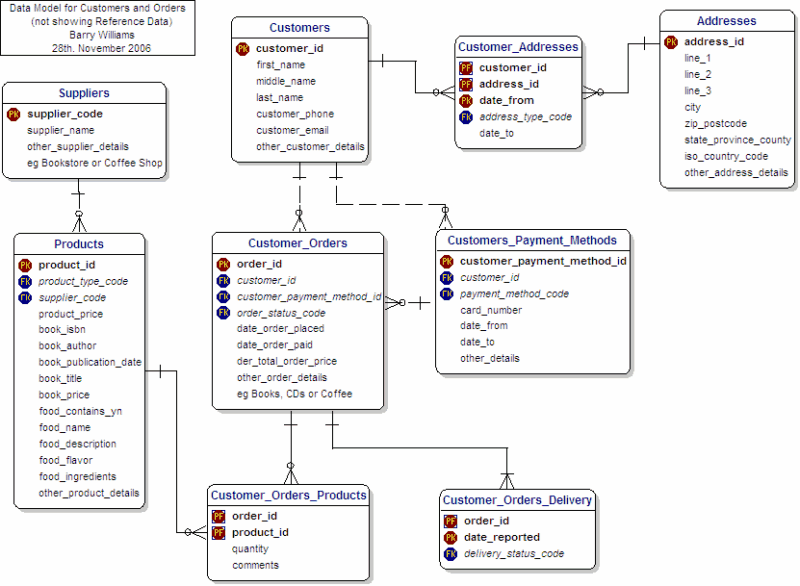 Data Model for Customers and Orders
(not showing Reference Data)
Barry Williams
28th. November 2006
Customers
PK customer_id
first_name
middle_name
last_name
customer_phone
customer_email
other_customer_details
Customer_Addresses
PF customer_id
PF address_id
PK date_from
FK address_type_code
date_to
Addresses
PK address_id
line_1
line_2
line_3
city
zip_postcode
state_province_county
iso_country_code
other_address_details
Suppliers
PK supplier_code
supplier_name
other_supplier_details
eg Bookstore or Coffee Shop
Products
PK product_id
FK product_type_code
FK supplier_code
product_price
book_isbn
book_author
book_publication_date
book_title
book_price
food_contains_yn
food_name
food_description
food_flavor
food_ingredients
other_product_details
Customer_Orders
PK order_id
FK customer_id
FK customer_payment_method_id
FK order_status_code
date_order_placed
date_order_paid
der_total_order_price
other_order_details
eg Books, CDs or Coffee
Customers_Payment_Methods
PK customer_payment_method_id
FK customer_id
FK payment_method_code
card_number
date_from
date_to
other_details
Customer_Orders_Products
PF order_id
PF product_id
quantity
comments
Customer_Orders_Delivery
PF order_id
PK date_reported
FK delivery_status_code